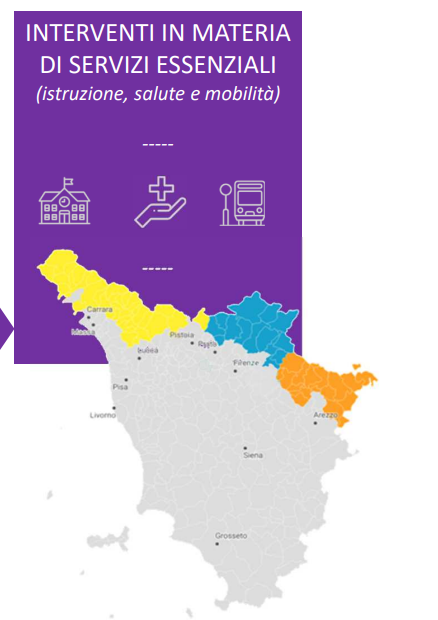 INTERVENTI IN MATERIA
DI SERVIZI ESSENZIALI
(istruzione, salute e mobilità)
-----
-----
Carrara
Massa
Pistoia
Prato
Lucca
Firenze
Pisa
Livorno
Arezzo
Siena
Grosseto